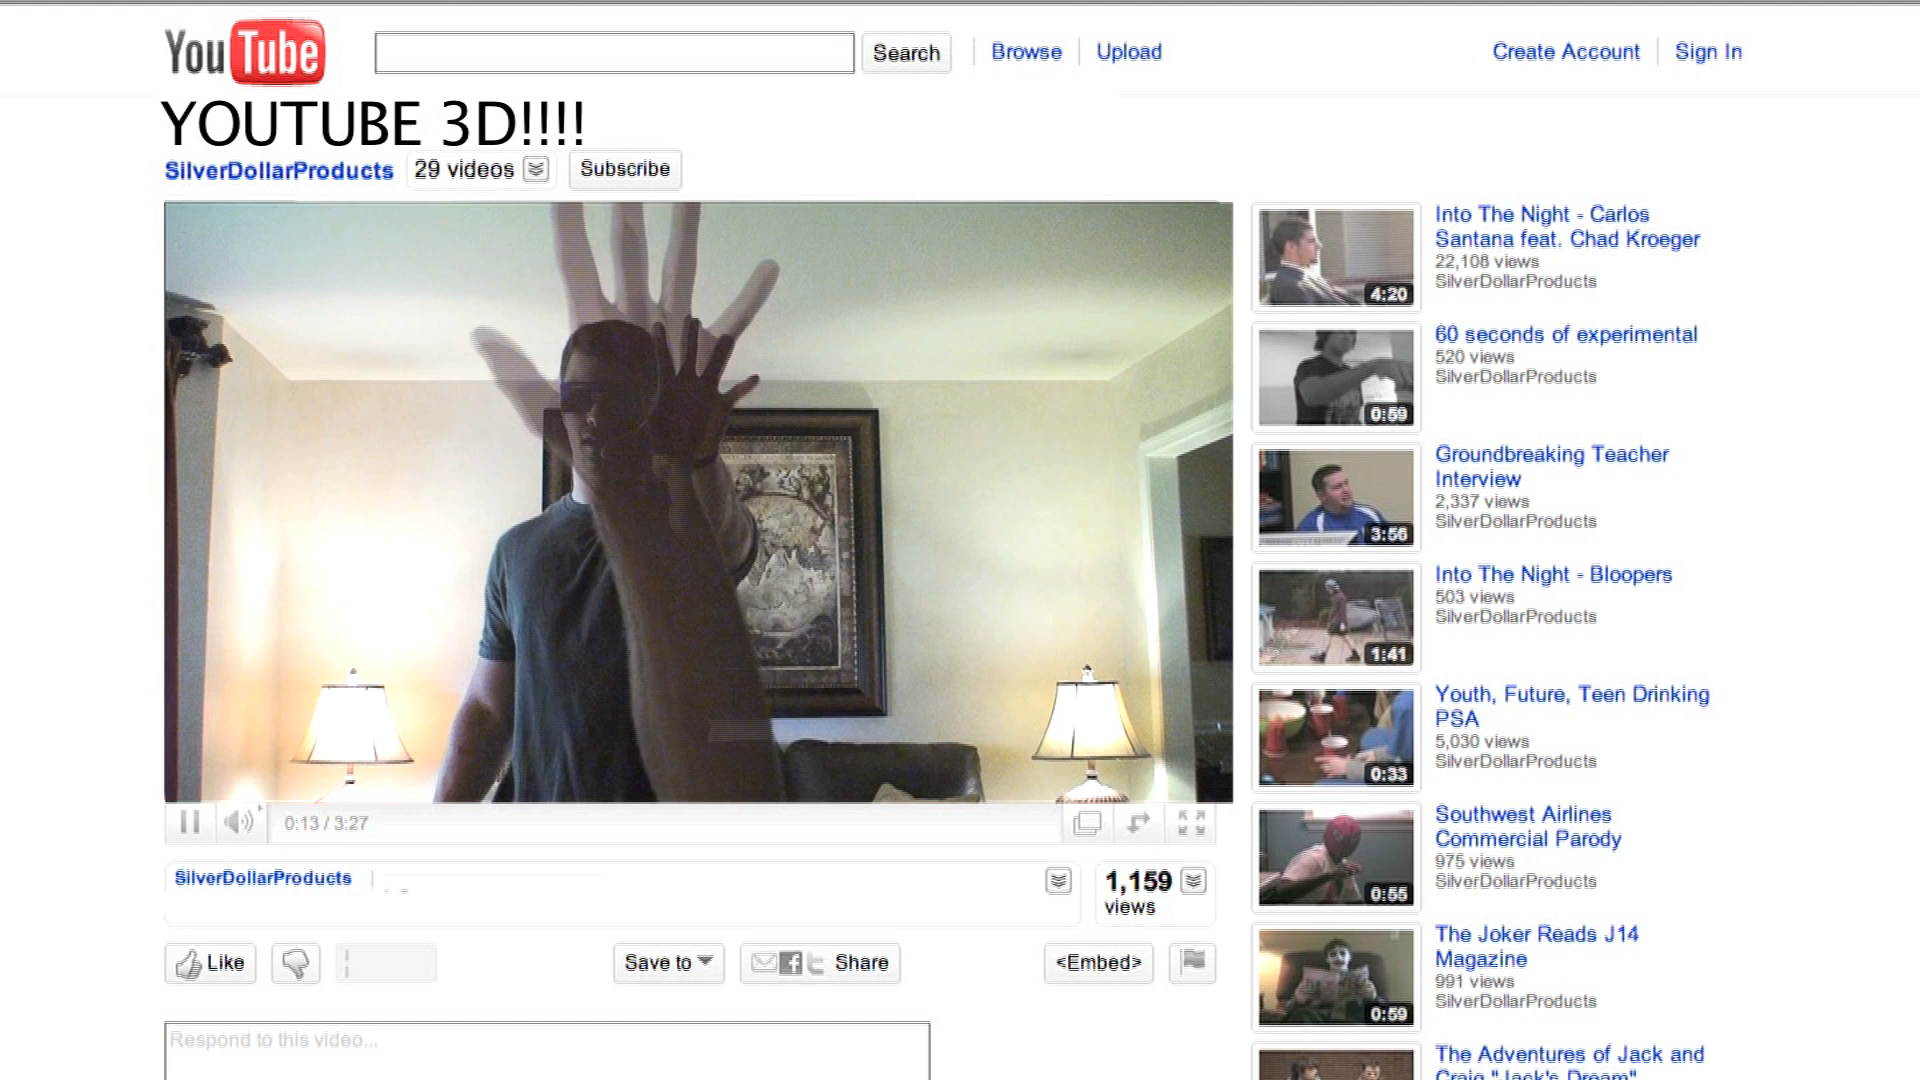 YouTube
Search
Browse
Upload
Create Account
Sign In
YOUTUBE 3D!!!!
SilverDollarProducts
29 videos
Subscribe
Into The Night - Carlos
Santana feat. Chad Kroeger
22,108 views
SilverDollarProducts
4:20
60 seconds of experimental
520 views
SilverDollarProducts
0:59
Groundbreaking Teacher
Interview
2,337 views
SilverDollarProducts
3:56
Into The Night - Bloopers
503 views
SilverDollarProducts
1:41
Youth, Future, Teen Drinking
PSA
5,030 views
SilverDollarProducts
0:33
Southwest Airlines
Commercial Parody
975 views
SilverDollarProducts
0:55
The Joker Reads J14
Magazine
991 views
SilverDollarProducts
0:59
The Adventures of Jack and
Craig "Jack's Dream"
0:13 / 3:27
SilverDollarProducts
1,159
views
Like
Save to
Share
<Embed>
Respond to this video...